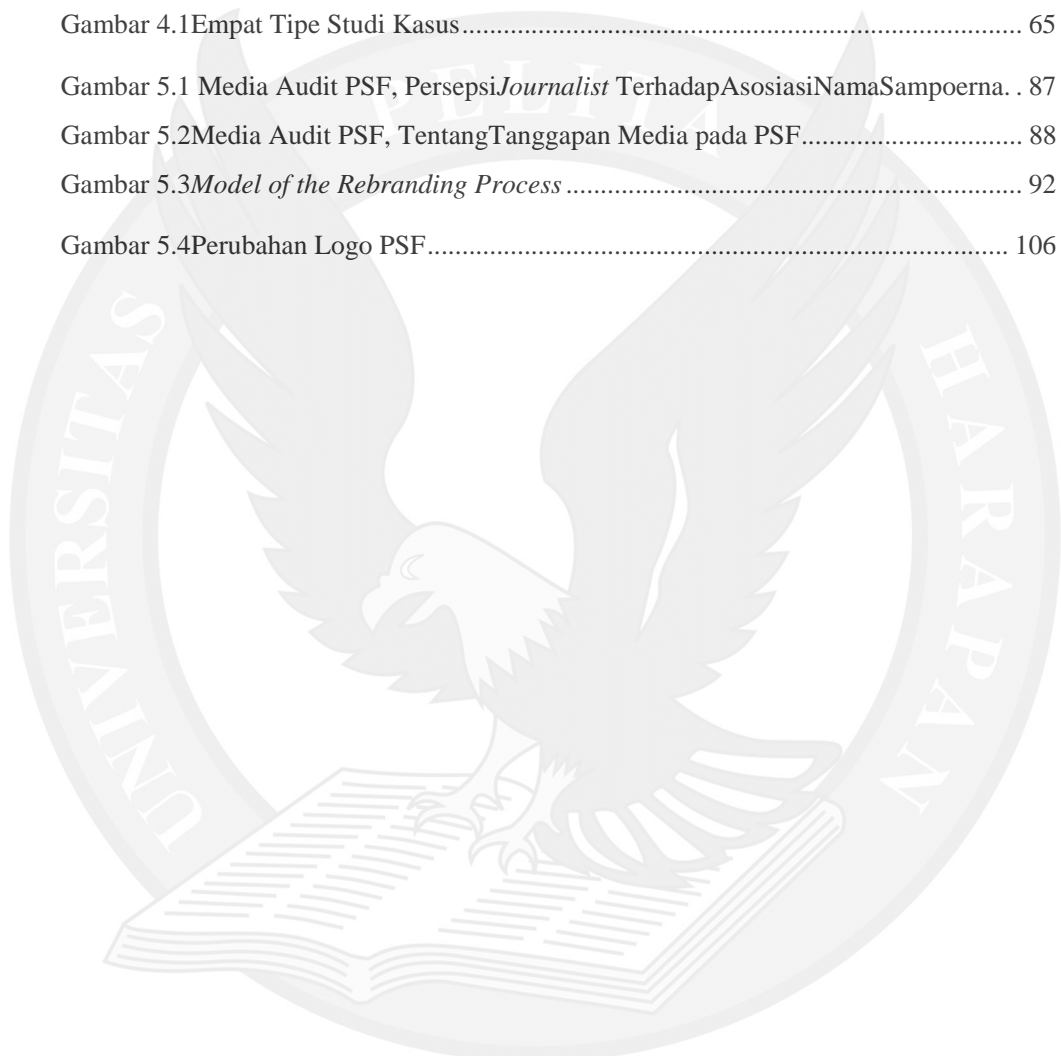 Gambar 4.1Empat Tipe Studi Kasus........................................................................................ 65
Gambar 5.1 Media Audit PSF, PersepsiJournalist TerhadapAsosiasiNamaSampoerna. . 87
Gambar 5.2Media Audit PSF, TentangTanggapan Media pada PSF................................... 88
Gambar 5.3Model of the Rebranding Process....................................................................... 92
Gambar 5.4Perubahan Logo PSF......................................................................................... 106
UNIVERSITAS PELITA HARAPAN